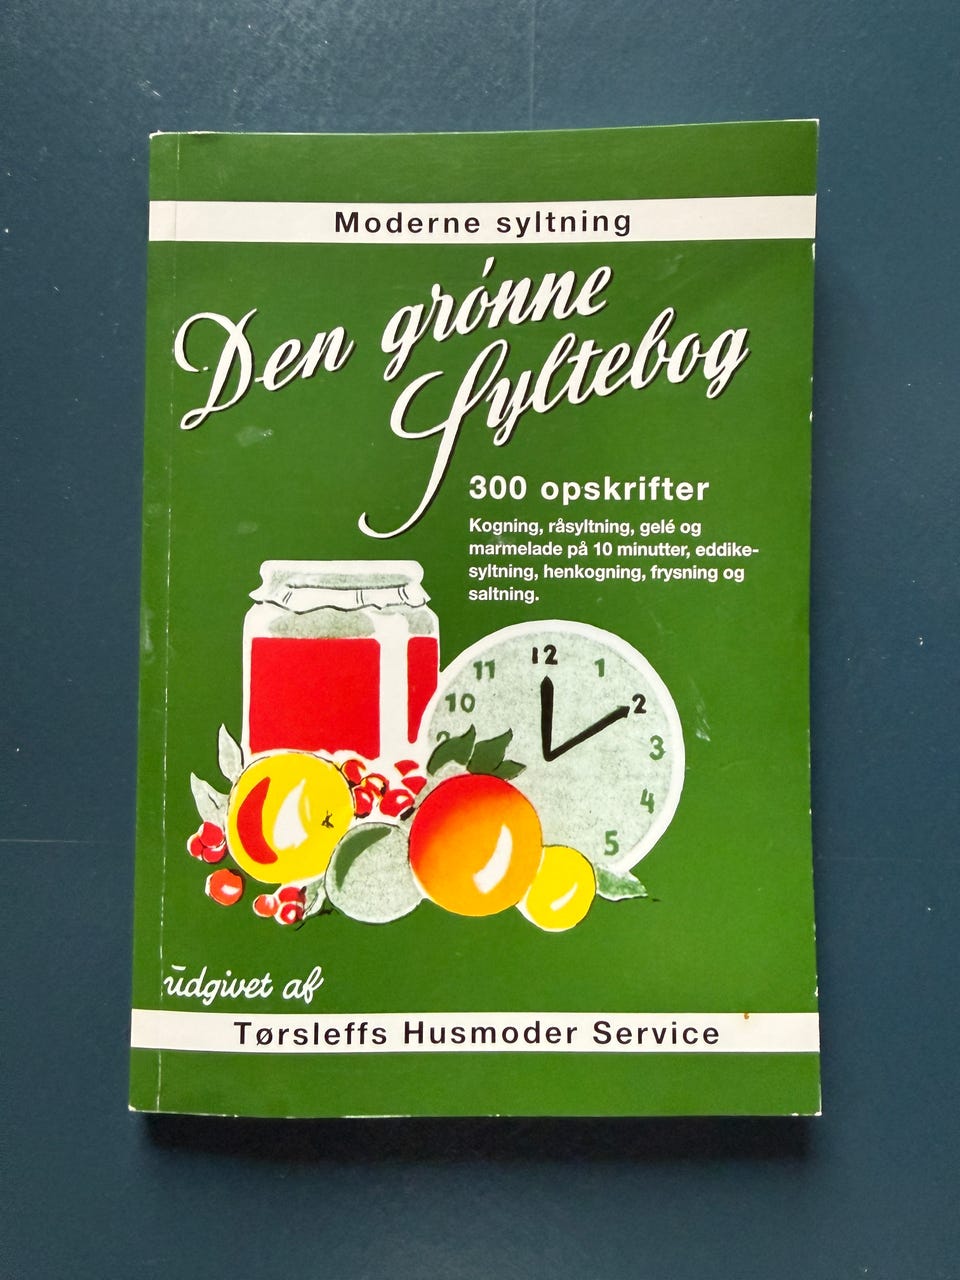 Moderne syltning
Den grønne
Syltebog
300 opskrifter
Kogning, råsyltning, gelé og
marmelade på 10 minutter, eddike-
syltning, henkogning, frysning og
saltning.
12
11
1
10
2
3
4
5
udgivet af
Tørsleffs Husmoder Service